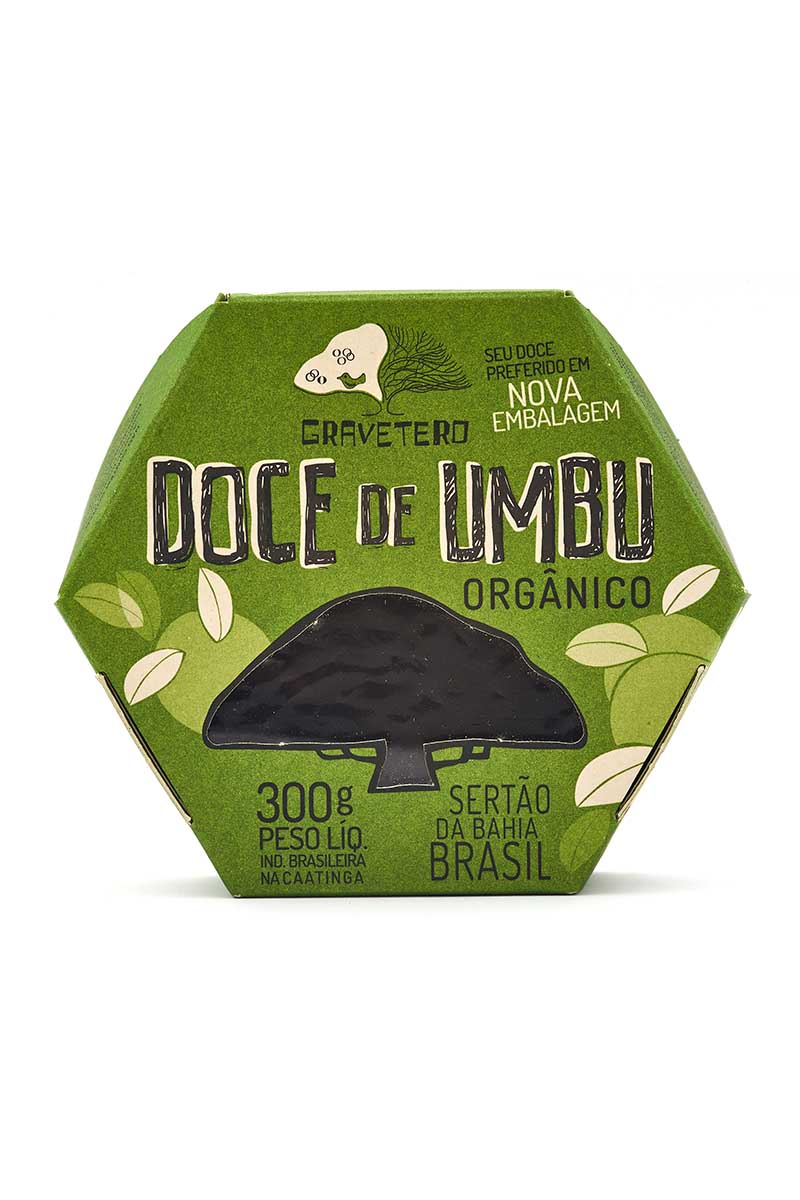 GRAVETERO
SEU DOCE
PREFERIDO EM
NOVA
EMBALAGEM
DOCE DE UMBU
ORGÂNICO
300g
PESO LÍQ.
IND. BRASILEIRA
NA CAATINGA
SERTÃO
DA BAHIA
BRASIL